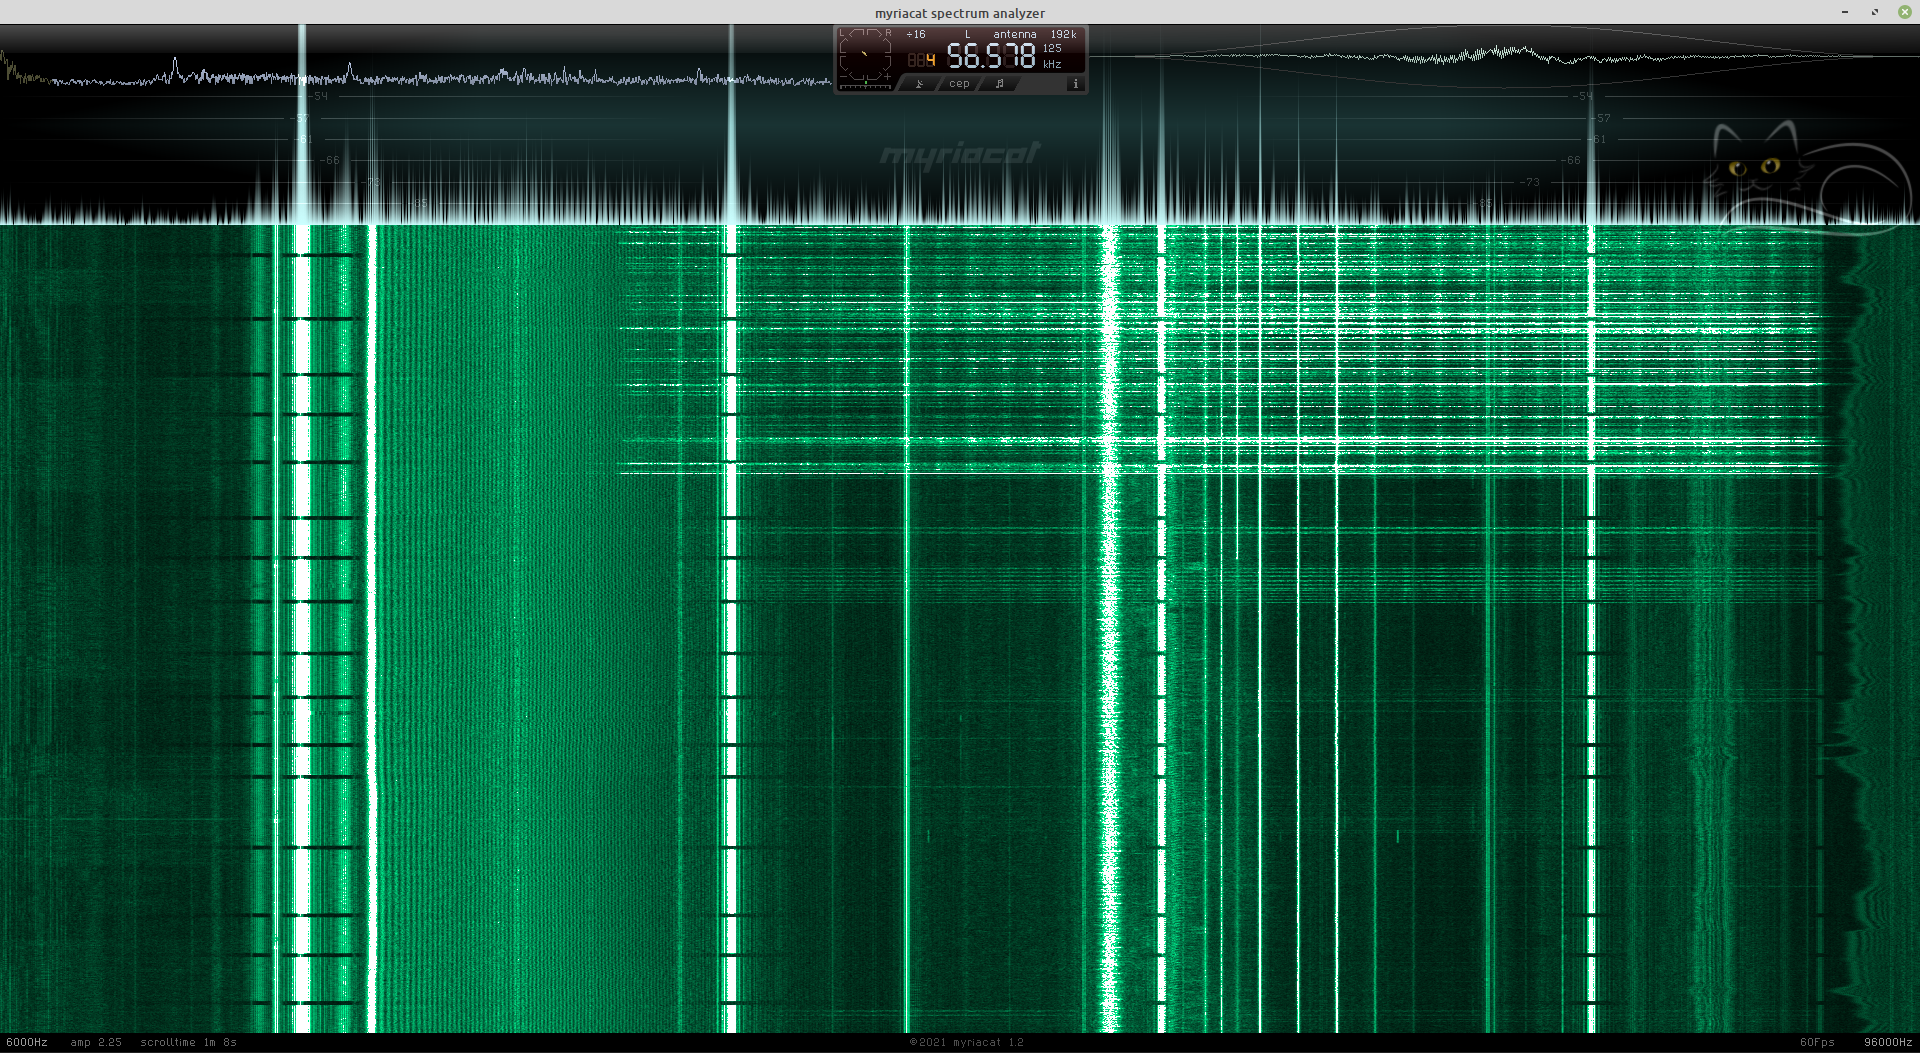 myriacat spectrum analyzer
L R ÷16 L antenna 192k
4 56.578 125 kHz
cep i
-54 -54
-57 -57
-61 -61
-66 -66
myriacat
-73 -73
-85 -85
6000Hz amp 2.25 scrolltime 1m 8s ©2021 myriacat 1.2 60Fps 96000Hz